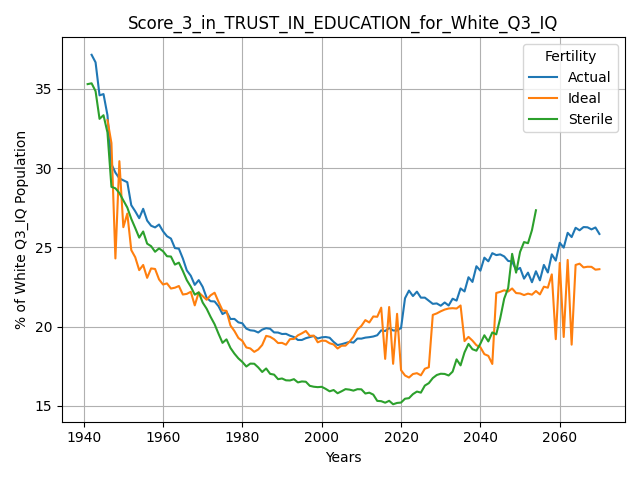 Score_3_in_TRUST_IN_EDUCATION_for_White_Q3_IQ
Fertility
Actual
Ideal
Sterile
% of White Q3_IQ Population
35
30
25
20
15
1940 1960 1980 2000 2020 2040 2060
Years